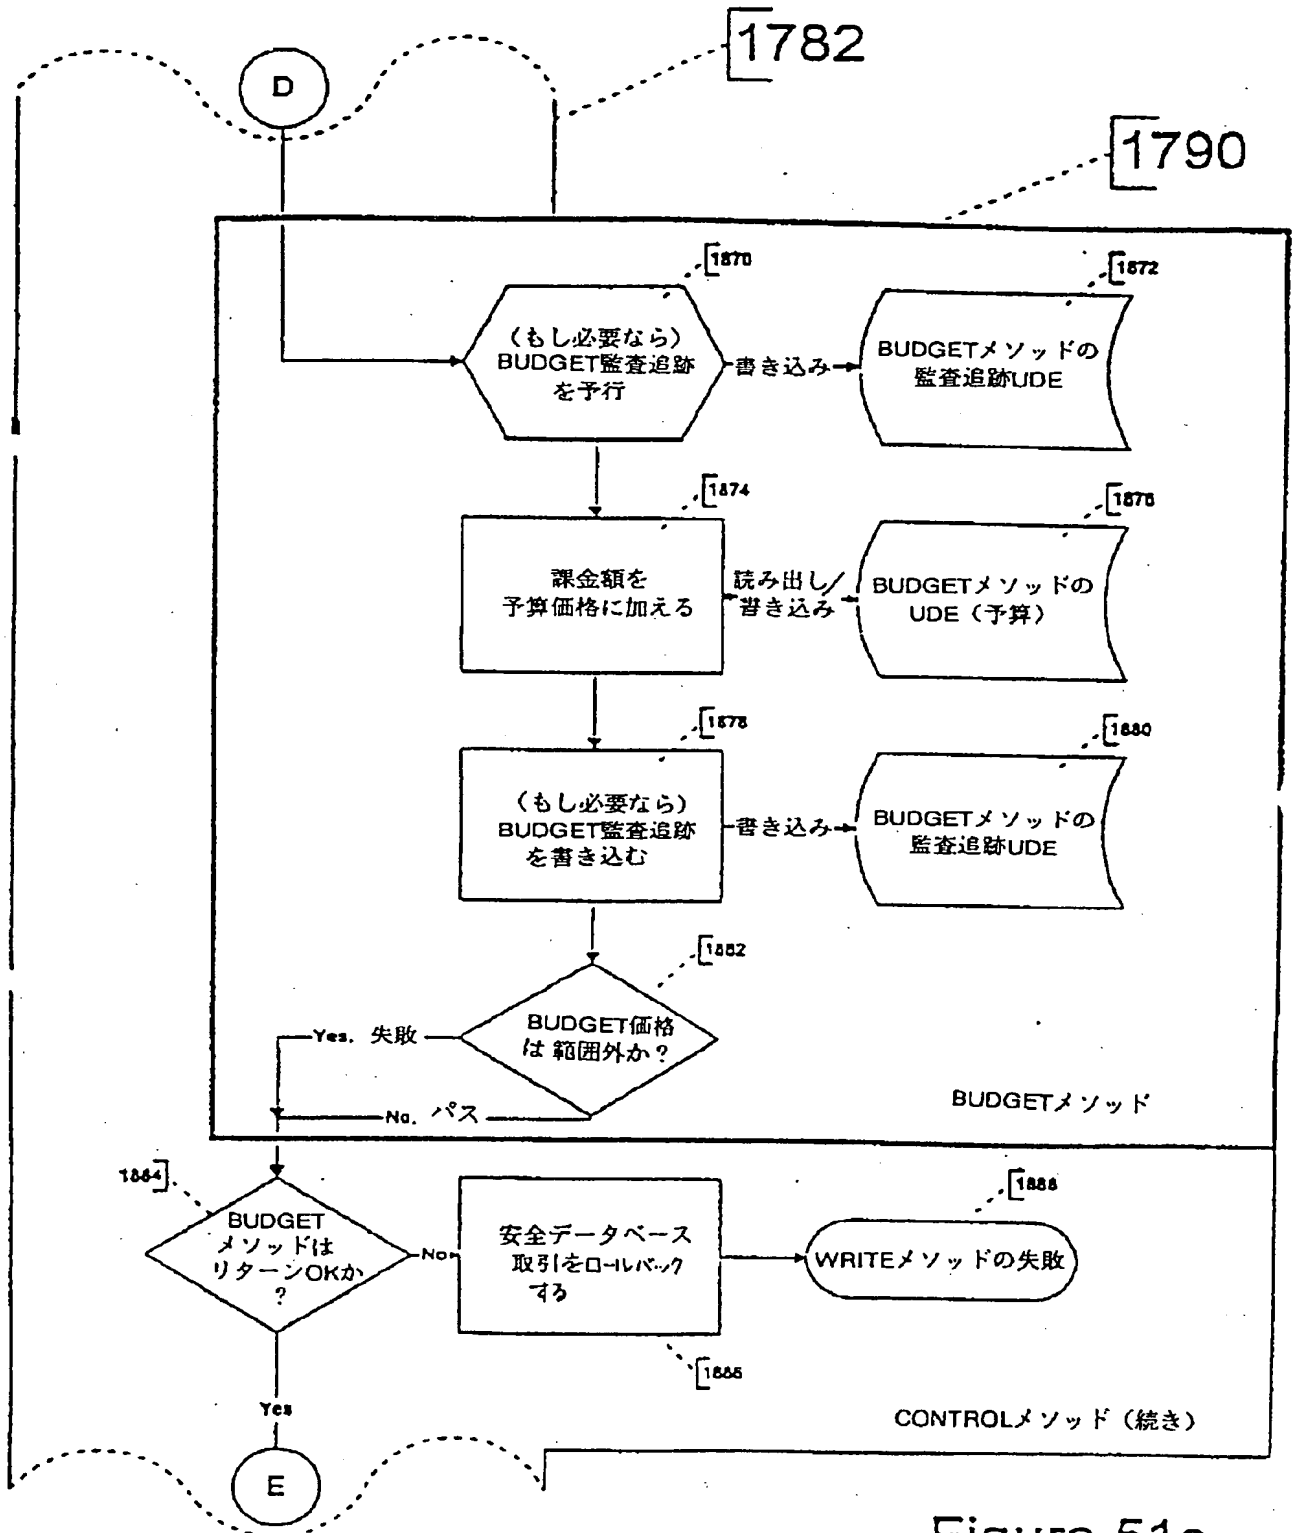 1782
D
1790
1870
1872
（もし必要なら）
BUDGET監査追跡
を予行
書き込み
BUDGETメソッドの
監査追跡UDE
1874
1876
課金額を
予算価格に加える
読み出し/
書き込み
BUDGETメソッドの
UDE（予算）
1878
1880
（もし必要なら）
BUDGET監査追跡
を書き込む
書き込み
BUDGETメソッドの
監査追跡UDE
1882
BUDGET価格
は範囲外か？
Yes, 失敗
No, パス
BUDGETメソッド
1884
1888
BUDGET
メソッドは
リターンOKか
？
No
安全データベース
取引をロールバック
する
WRITEメソッドの失敗
1886
Yes
CONTROLメソッド（続き）
E